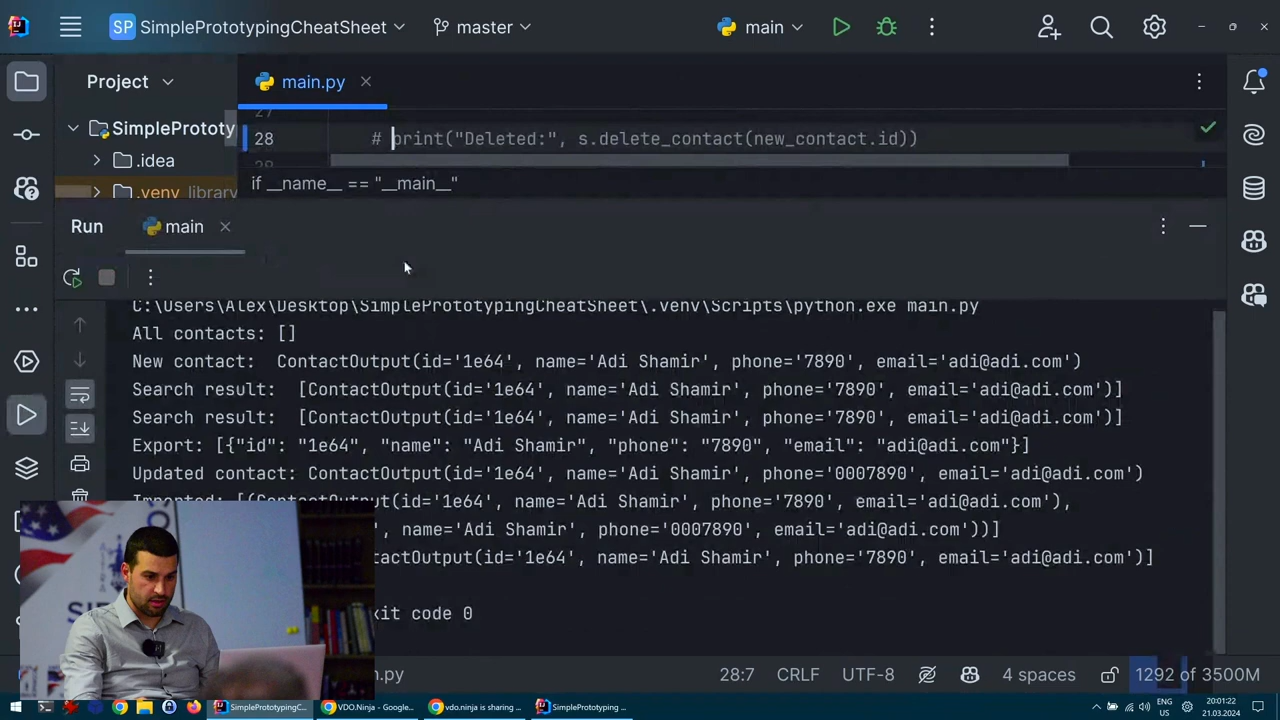 SP SimplePrototypingCheatSheet master main
Project main.py
27
SimplePrototy 28 # print("Deleted:", s.delete_contact(new_contact.id))
.idea
.venv library if __name__ == "__main__"
Run main
C:\Users\Alex\Desktop\SimplePrototypingCheatSheet\.venv\Scripts\python.exe main.py
All contacts: []
New contact:  ContactOutput(id='1e64', name='Adi Shamir', phone='7890', email='adi@adi.com')
Search result:  [ContactOutput(id='1e64', name='Adi Shamir', phone='7890', email='adi@adi.com')]
Search result:  [ContactOutput(id='1e64', name='Adi Shamir', phone='7890', email='adi@adi.com')]
Export: [{"id": "1e64", "name": "Adi Shamir", "phone": "7890", "email": "adi@adi.com"}]
Updated contact: ContactOutput(id='1e64', name='Adi Shamir', phone='0007890', email='adi@adi.com')
Imported: [(ContactOutput(id='1e64', name='Adi Shamir', phone='7890', email='adi@adi.com'),
', name='Adi Shamir', phone='0007890', email='adi@adi.com'))]
ContactOutput(id='1e64', name='Adi Shamir', phone='7890', email='adi@adi.com')]
xit code 0
.py 28:7 CRLF UTF-8 4 spaces 1292 of 3500M
SimplePrototypingC... VDO.Ninja - Google... vdo.ninja is sharing ... SimplePrototyping ... ENG US 20:01:22 21.03.2024